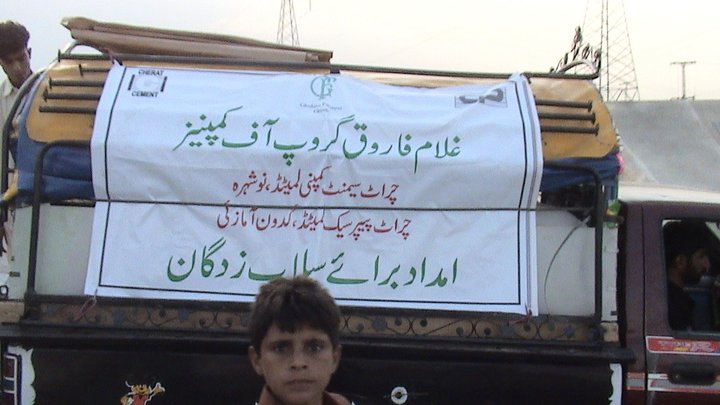 CHERAT
CEMENT
غلام فاروق گروپ آف کمپنیز
چراٹ سیمنٹ کمپنی لمیٹڈ، نوشہرہ
چراٹ پیپر سیک لمیٹڈ، گدون آمازئی
امداد برائے سیلاب زدگان